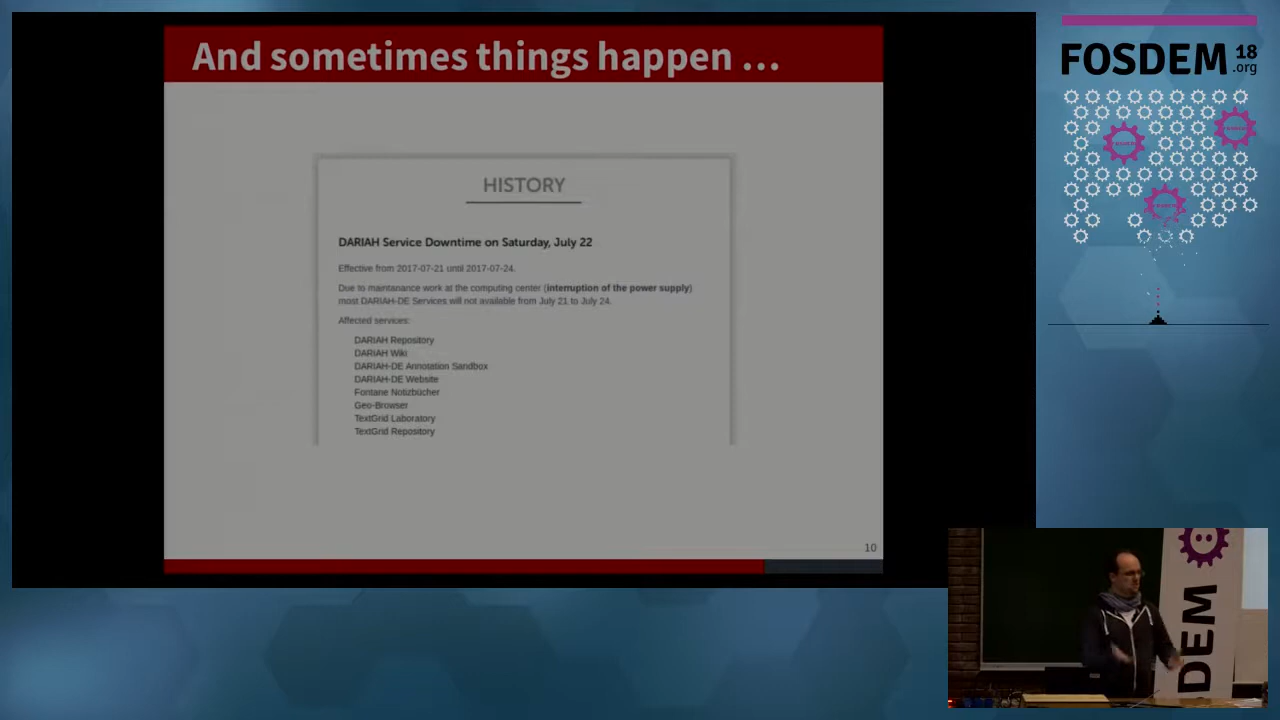 And sometimes things happen ...
HISTORY
DARIAH Service Downtime on Saturday, July 22
Effective from 2017-07-21 until 2017-07-24.
Due to maintanance work at the computing center (interruption of the power supply)
most DARIAH-DE Services will not available from July 21 to July 24.
Affected services:
DARIAH Repository
DARIAH Wiki
DARIAH-DE Annotation Sandbox
DARIAH-DE Website
Fontane Notizbücher
Geo-Browser
TextGrid Laboratory
TextGrid Repository
10
FOSDEM 18
.org
DEM